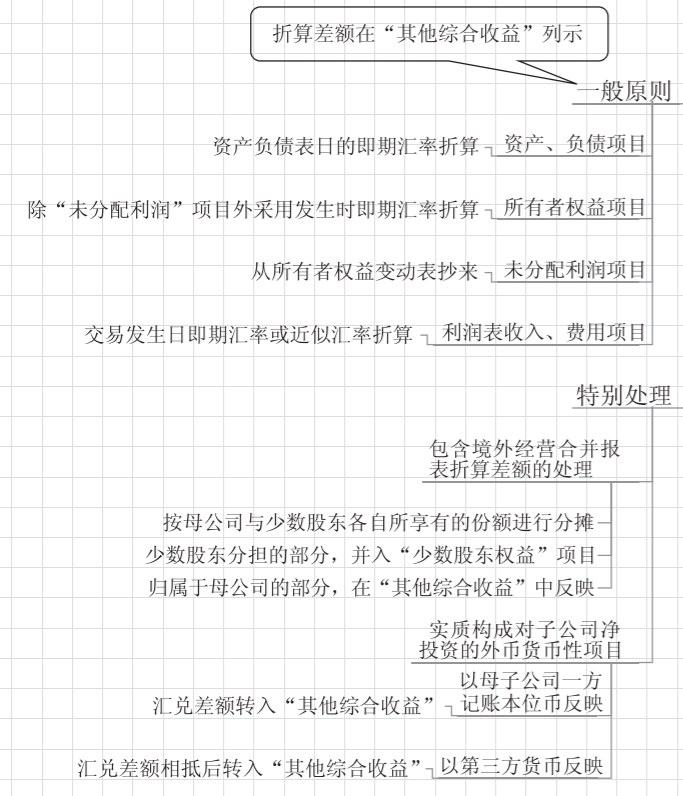 折算差额在“其他综合收益”列示
一般原则
资产负债表日的即期汇率折算 资产、负债项目
除“未分配利润”项目外采用发生时即期汇率折算 所有者权益项目
从所有者权益变动表抄来 未分配利润项目
交易发生日即期汇率或近似汇率折算 利润表收入、费用项目
特别处理
包含境外经营合并报
表折算差额的处理
按母公司与少数股东各自所享有的份额进行分摊
少数股东分担的部分，并入“少数股东权益”项目
归属于母公司的部分，在“其他综合收益”中反映
实质构成对子公司净
投资的外币货币性项目
以母子公司一方
汇兑差额转入“其他综合收益” 记账本位币反映
汇兑差额相抵后转入“其他综合收益” 以第三方货币反映